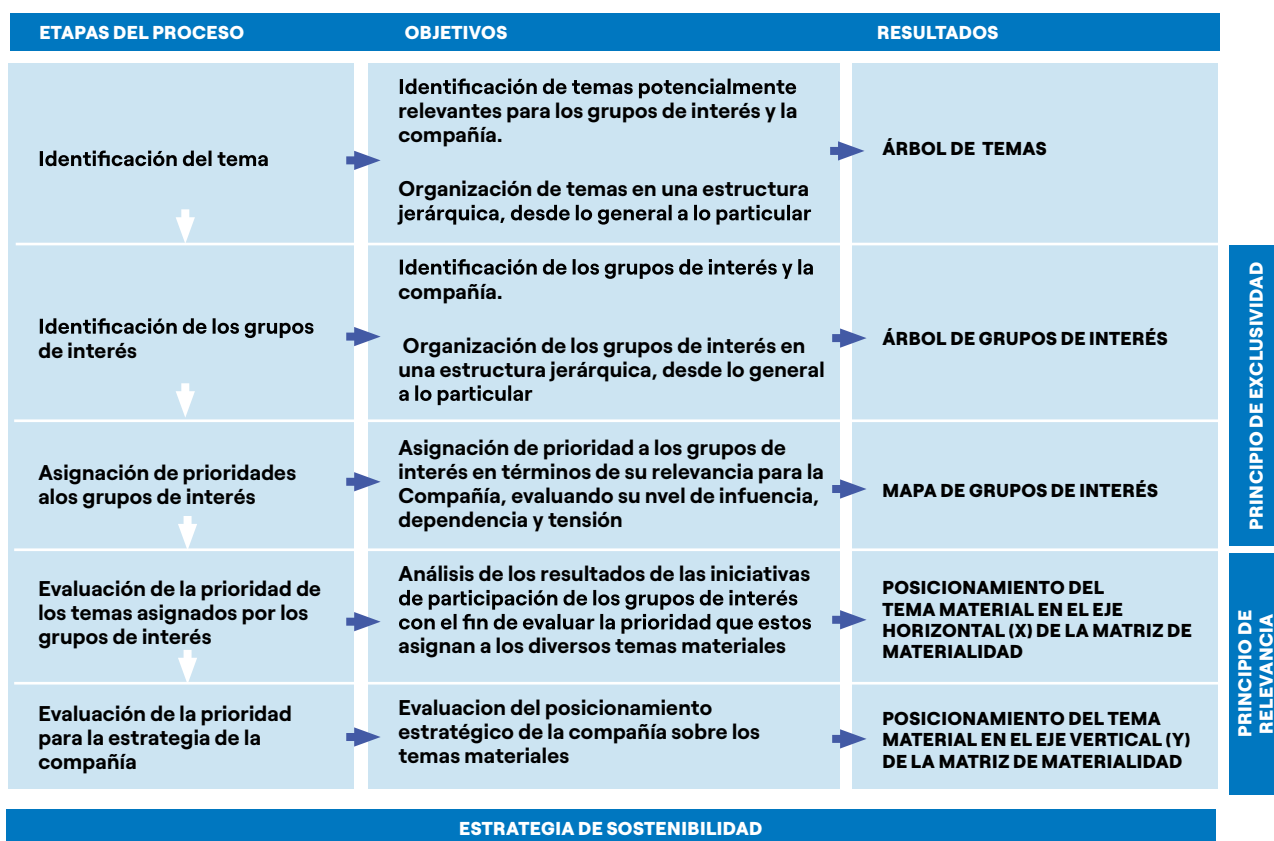 ETAPAS DEL PROCESO
OBJETIVOS
RESULTADOS
Identificación del tema
Identificación de temas potencialmente
relevantes para los grupos de interés y la
compañía.
Organización de temas en una estructura
jerárquica, desde lo general a lo particular
ÁRBOL DE TEMAS
Identificación de los grupos
de interés
Identificación de los grupos de interés y la
compañía.
Organización de los grupos de interés en
una estructura jerárquica, desde lo general
a lo particular
ÁRBOL DE GRUPOS DE INTERÉS
Asignación de prioridades
alos grupos de interés
Asignación de prioridad a los grupos de
interés en términos de su relevancia para la
Compañía, evaluando su nvel de infuencia,
dependencia y tensión
MAPA DE GRUPOS DE INTERÉS
PRINCIPIO DE EXCLUSIVIDAD
Evaluación de la prioridad de
los temas asignados por los
grupos de interés
Análisis de los resultados de las iniciativas
de participación de los grupos de interés
con el fin de evaluar la prioridad que estos
asignan a los diversos temas materiales
POSICIONAMIENTO DEL
TEMA MATERIAL EN EL EJE
HORIZONTAL (X) DE LA MATRIZ DE
MATERIALIDAD
Evaluación de la prioridad
para la estrategia de la
compañía
Evaluacion del posicionamiento
estratégico de la compañía sobre los
temas materiales
POSICIONAMIENTO DEL TEMA
MATERIAL EN EL EJE VERTICAL (Y)
DE LA MATRIZ DE MATERIALIDAD
PRINCIPIO DE
RELEVANCIA
ESTRATEGIA DE SOSTENIBILIDAD